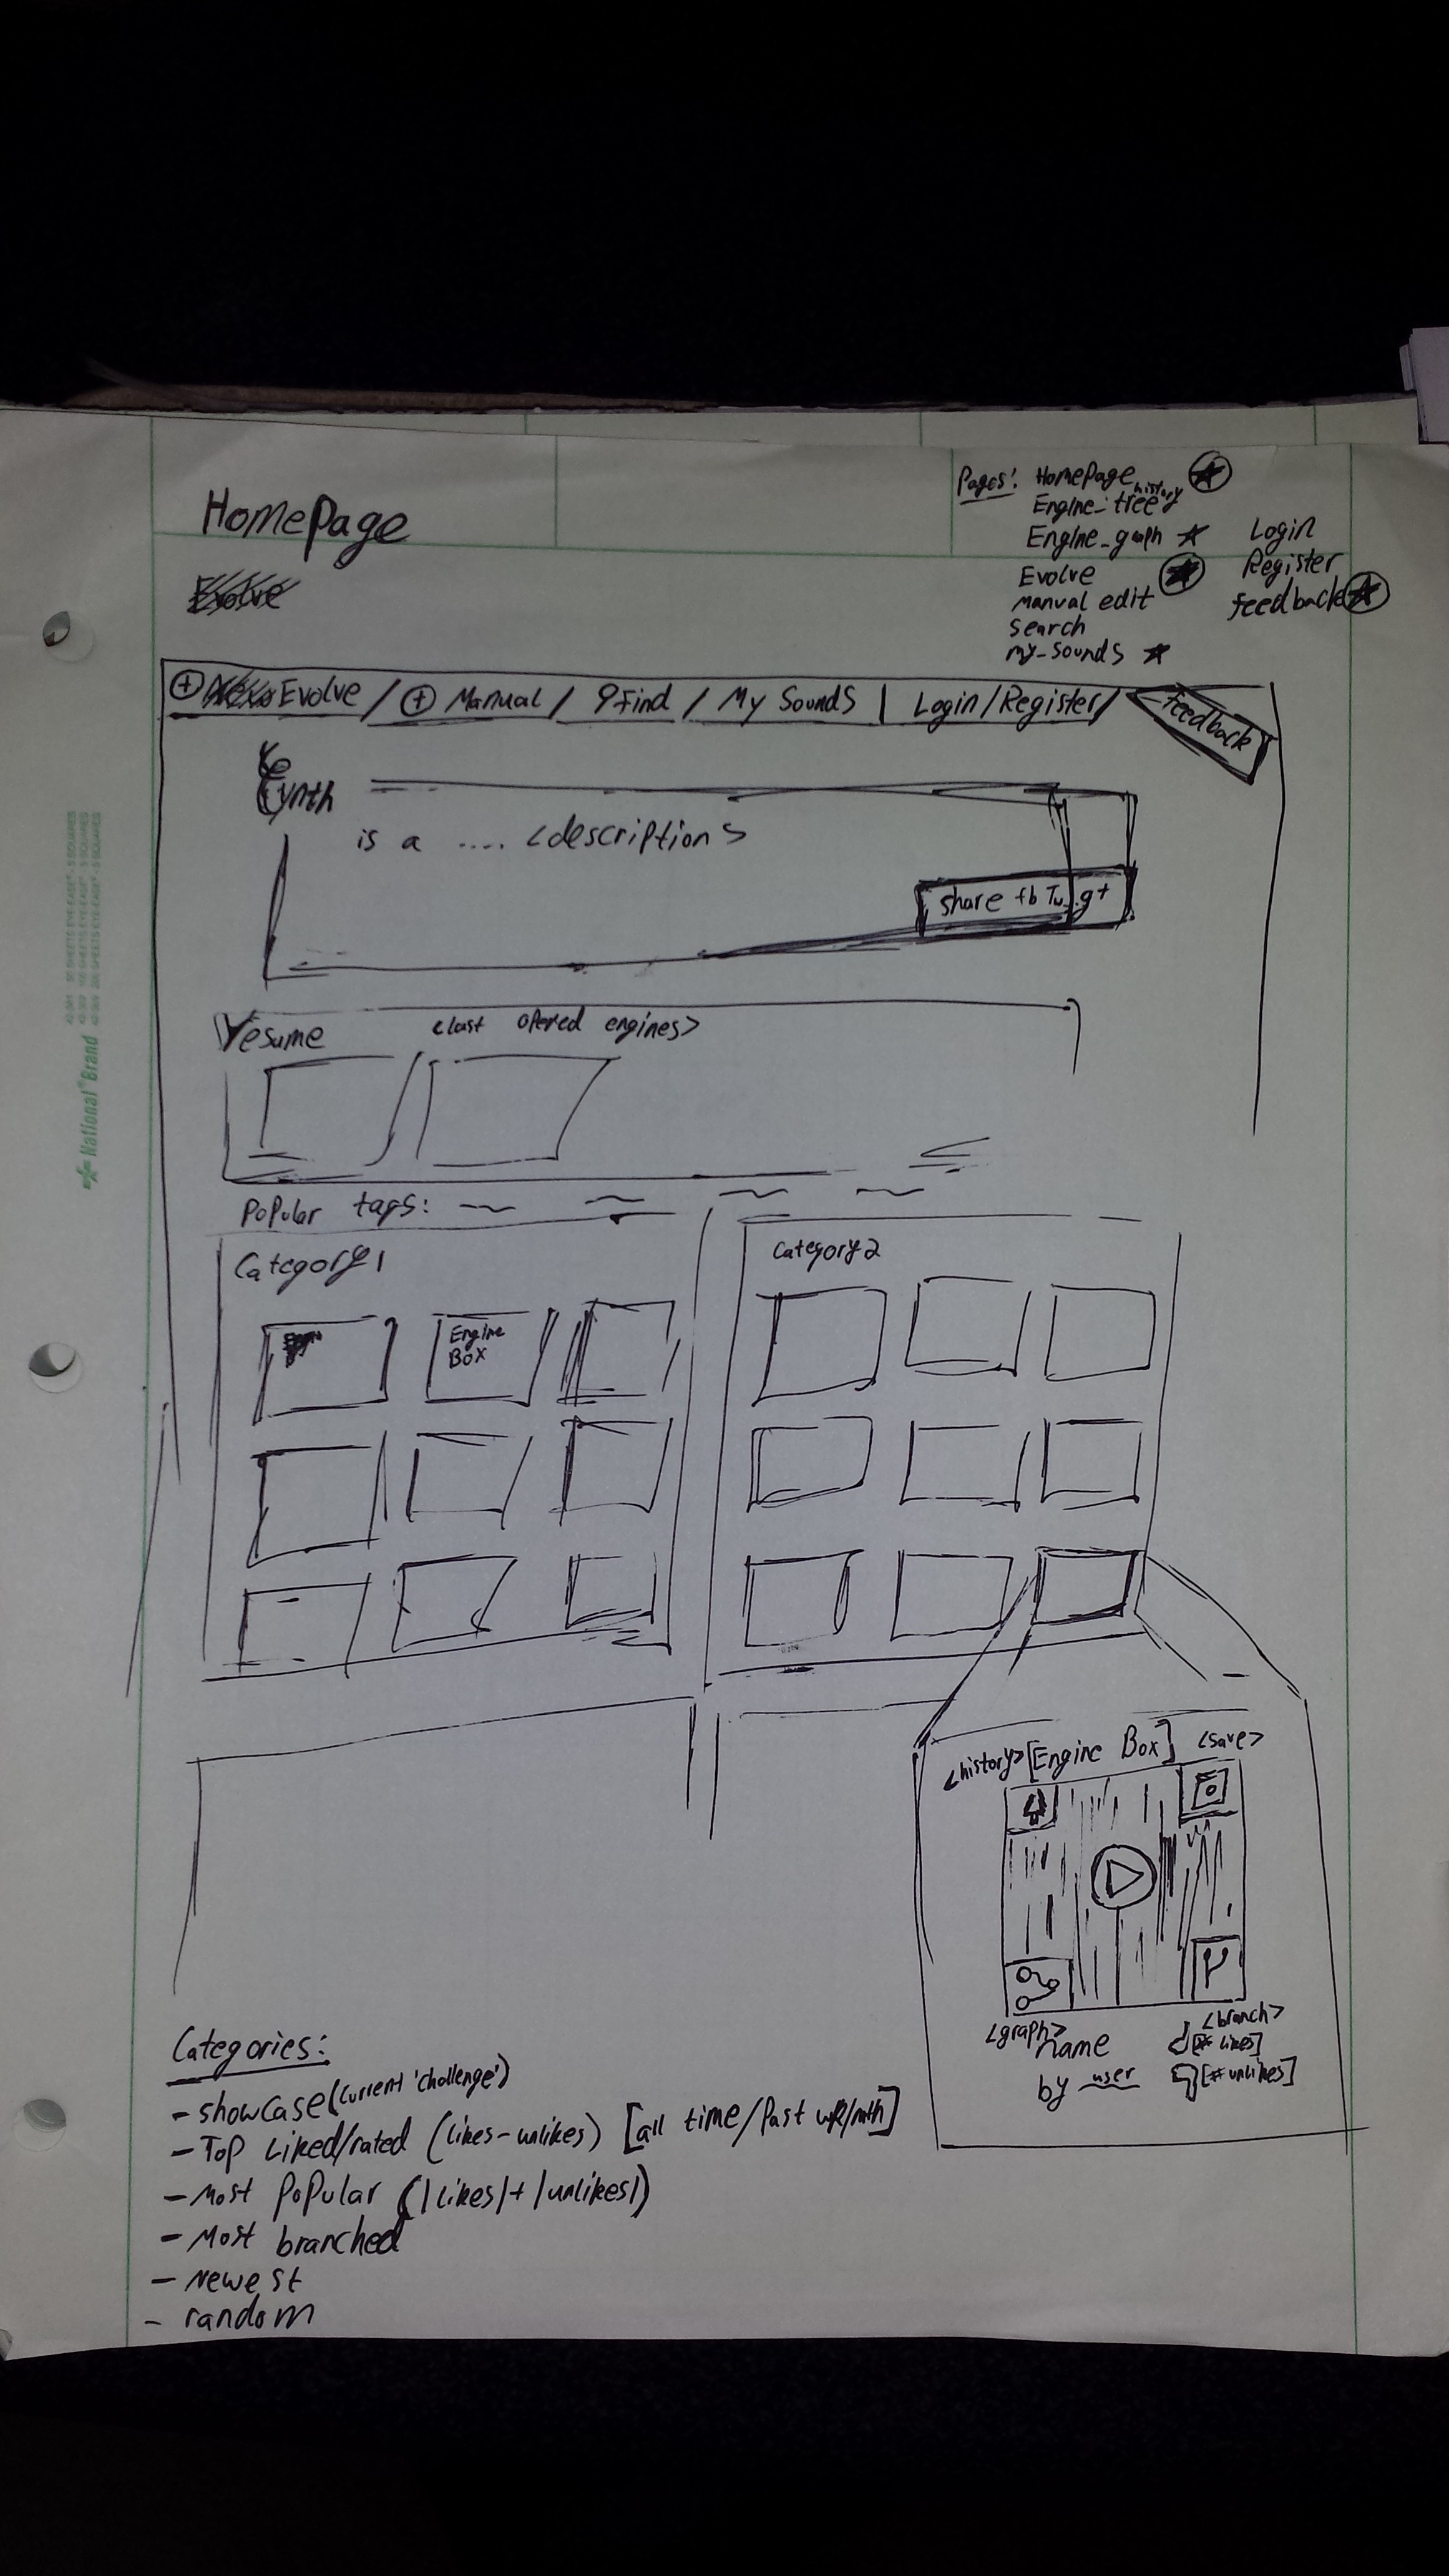 HomePage
Pages: HomePage
history
Engine-tree
Engine-graph
Evolve
manual edit
search
my-sounds
Login
Register
feedback
Evolve
Evolve / Manual / Find / My Sounds | Login/Register/
feedback
Synth
is a .... <description>
share fb Tw g+
resume <last opened engines>
Popular tags:
Category 1
Category 2
Engine
Box
<history> [Engine Box] <save>
<graph>
<branch>
name
by user
[# likes]
[# unlikes]
Categories:
- showcase (current 'challenge')
- Top Liked/rated (likes-unlikes) [all time/past wk/mth]
- Most Popular (|likes|+|unlikes|)
- Most branched
- Newest
- random
National Brand